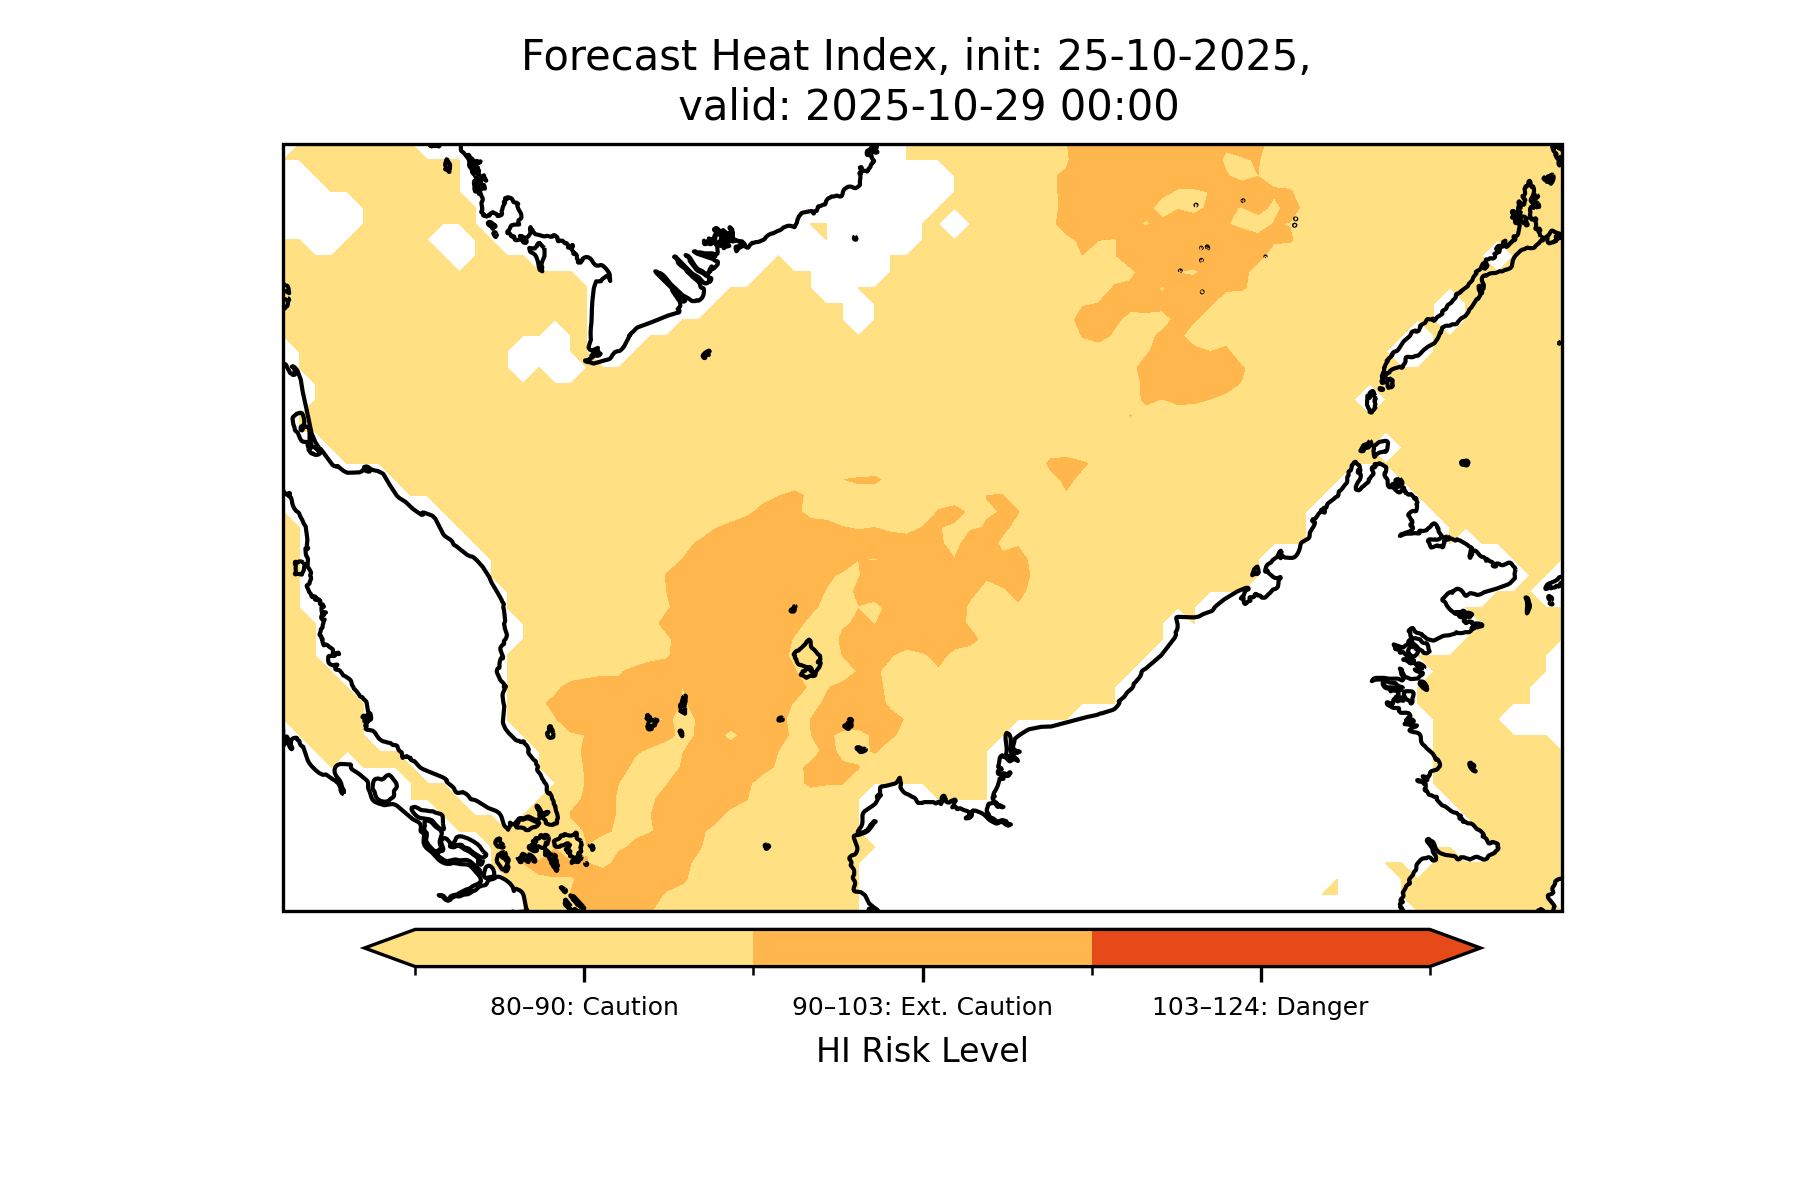 Forecast Heat Index, init: 25-10-2025,
valid: 2025-10-29 00:00
80–90: Caution
90–103: Ext. Caution
103–124: Danger
HI Risk Level